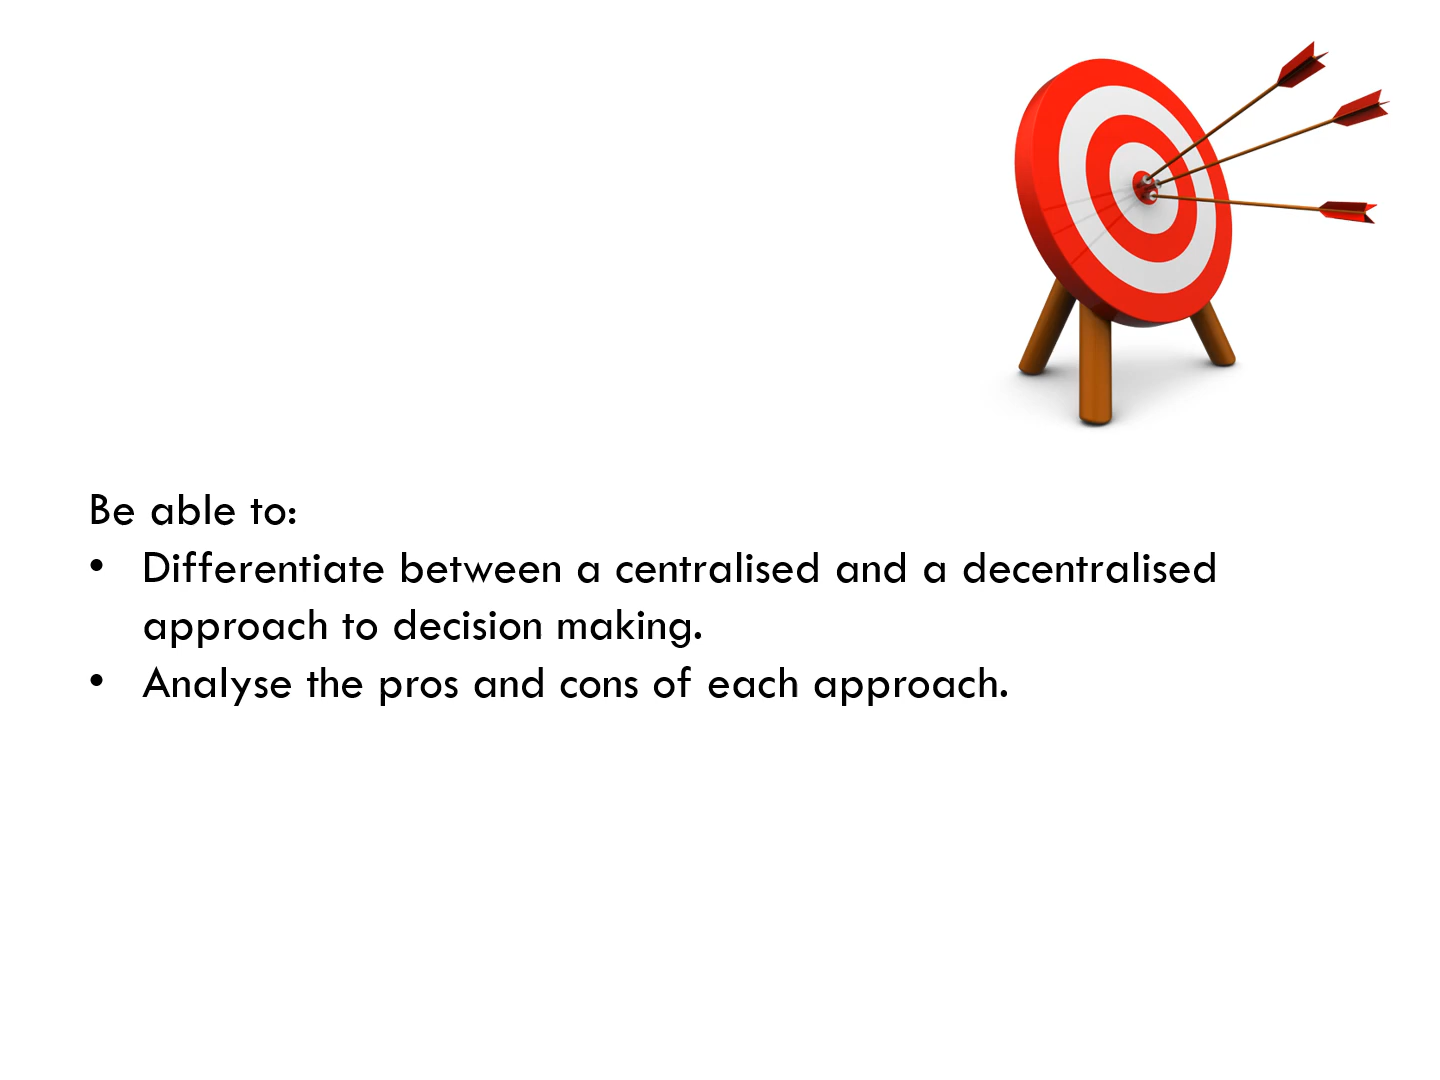 Be able to:
• Differentiate between a centralised and a decentralised
approach to decision making.
• Analyse the pros and cons of each approach.